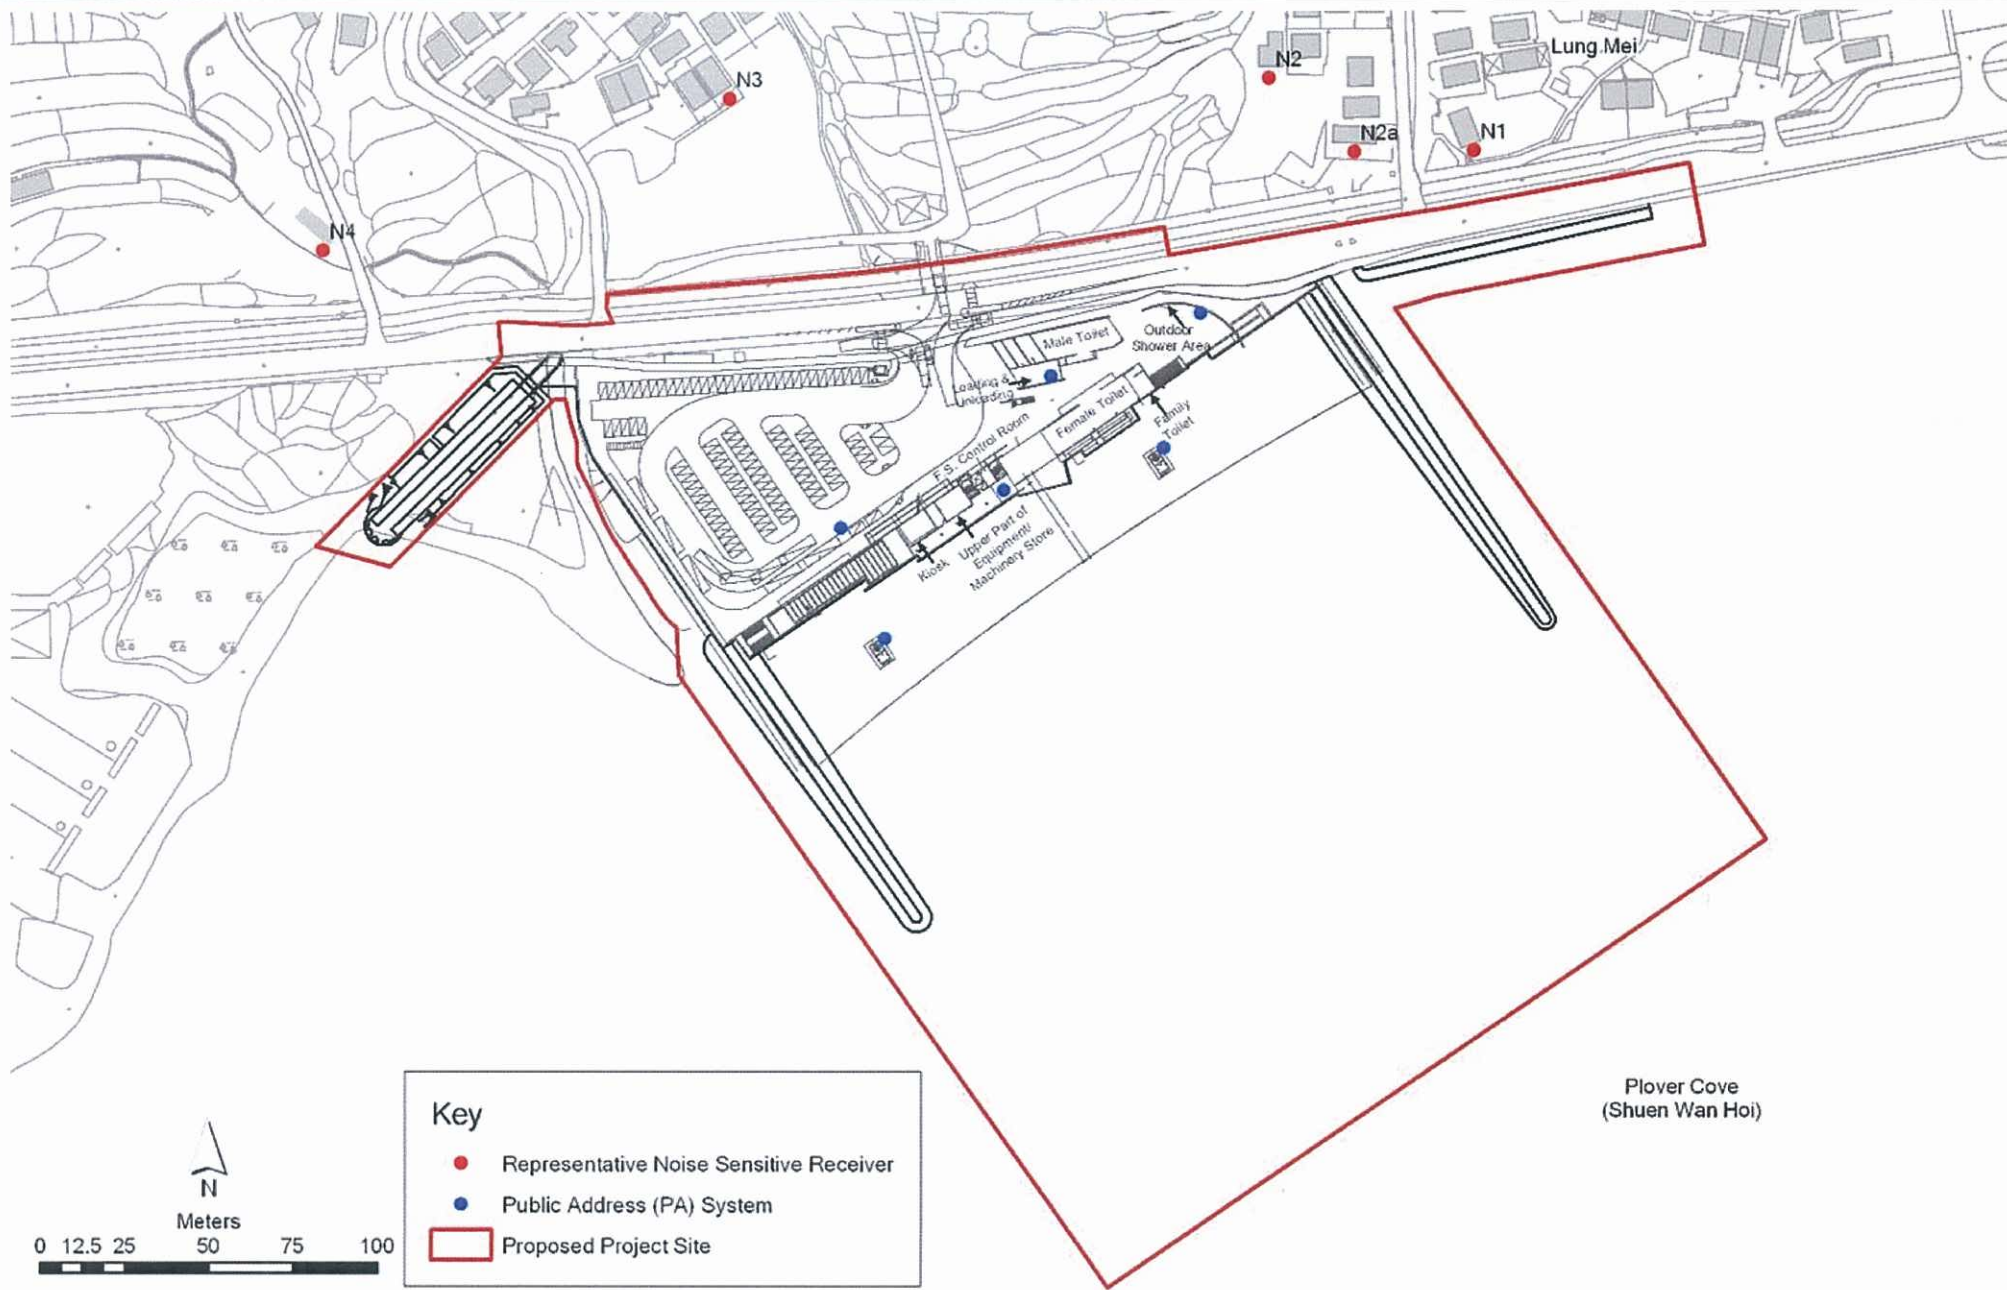 Lung Mei
N2
N3
N2a
N1
N4
Outdoor
Shower Area
Male Toilet
Loading &
Unloading
Family
Toilet
Female Toilet
F.S. Control Room
Kiosk
Upper Part of
Equipment/
Machinery Store
Plover Cove
(Shuen Wan Hoi)
Key
Representative Noise Sensitive Receiver
Public Address (PA) System
Proposed Project Site
N
Meters
0 12.5 25 50 75 100